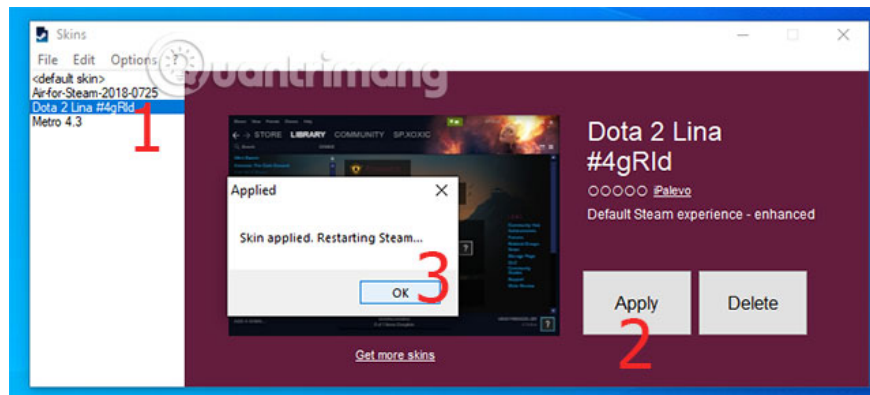 Skins
File Edit Options ?
Quantrimang
<default skin>
Air-for-Steam-2018-0725
Dota 2 Lina #4gRld
Metro 4.3
1
STORE LIBRARY COMMUNITY SP.XOXIC
Applied
Skin applied. Restarting Steam...
OK
3
Dota 2 Lina
#4gRld
iPalevo
Default Steam experience - enhanced
Apply
Delete
2
Get more skins